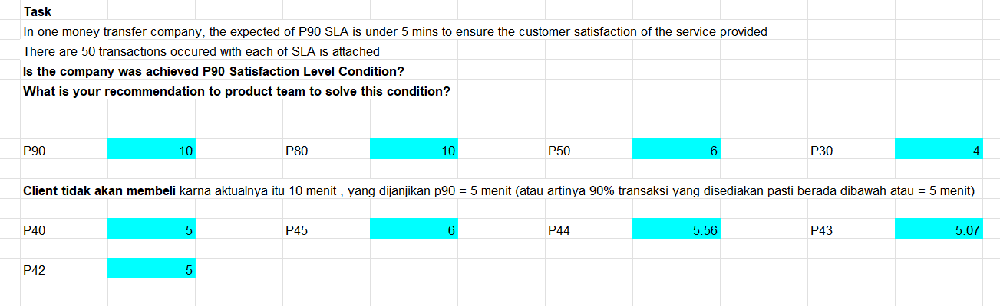 Task
In one money transfer company, the expected of P90 SLA is under 5 mins to ensure the customer satisfaction of the service provided
There are 50 transactions occured with each of SLA is attached
Is the company was achieved P90 Satisfaction Level Condition?
What is your recommendation to product team to solve this condition?
P90 10 P80 10 P50 6 P30 4
Client tidak akan membeli karna aktualnya itu 10 menit , yang dijanjikan p90 = 5 menit (atau artinya 90% transaksi yang disediakan pasti berada dibawah atau = 5 menit)
P40 5 P45 6 P44 5.56 P43 5.07
P42 5